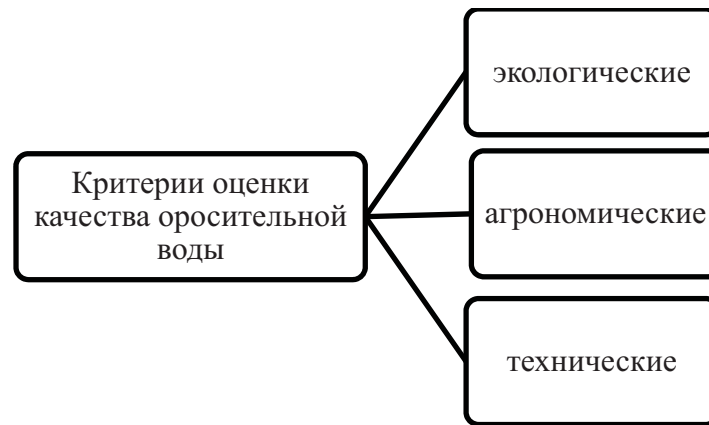 Критерии оценки
качества оросительной
воды
экологические
агрономические
технические